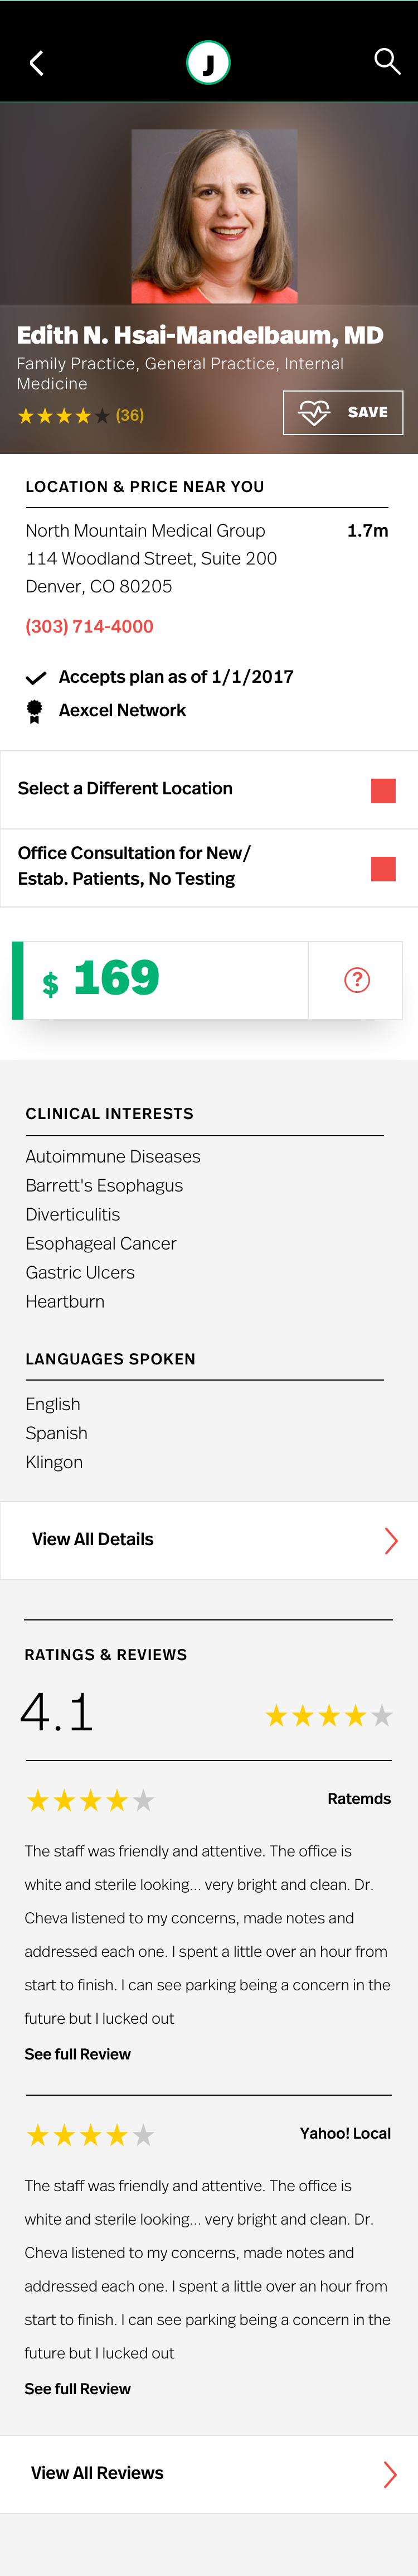 J
Edith N. Hsai-Mandelbaum, MD
Family Practice, General Practice, Internal
Medicine
(36)
SAVE
LOCATION & PRICE NEAR YOU
North Mountain Medical Group 1.7m
114 Woodland Street, Suite 200
Denver, CO 80205
(303) 714-4000
Accepts plan as of 1/1/2017
Aexcel Network
Select a Different Location
Office Consultation for New/
Estab. Patients, No Testing
$ 169 ?
CLINICAL INTERESTS
Autoimmune Diseases
Barrett's Esophagus
Diverticulitis
Esophageal Cancer
Gastric Ulcers
Heartburn
LANGUAGES SPOKEN
English
Spanish
Klingon
View All Details
RATINGS & REVIEWS
4.1
Ratemds
The staff was friendly and attentive. The office is
white and sterile looking... very bright and clean. Dr.
Cheva listened to my concerns, made notes and
addressed each one. I spent a little over an hour from
start to finish. I can see parking being a concern in the
future but I lucked out
See full Review
Yahoo! Local
The staff was friendly and attentive. The office is
white and sterile looking... very bright and clean. Dr.
Cheva listened to my concerns, made notes and
addressed each one. I spent a little over an hour from
start to finish. I can see parking being a concern in the
future but I lucked out
See full Review
View All Reviews